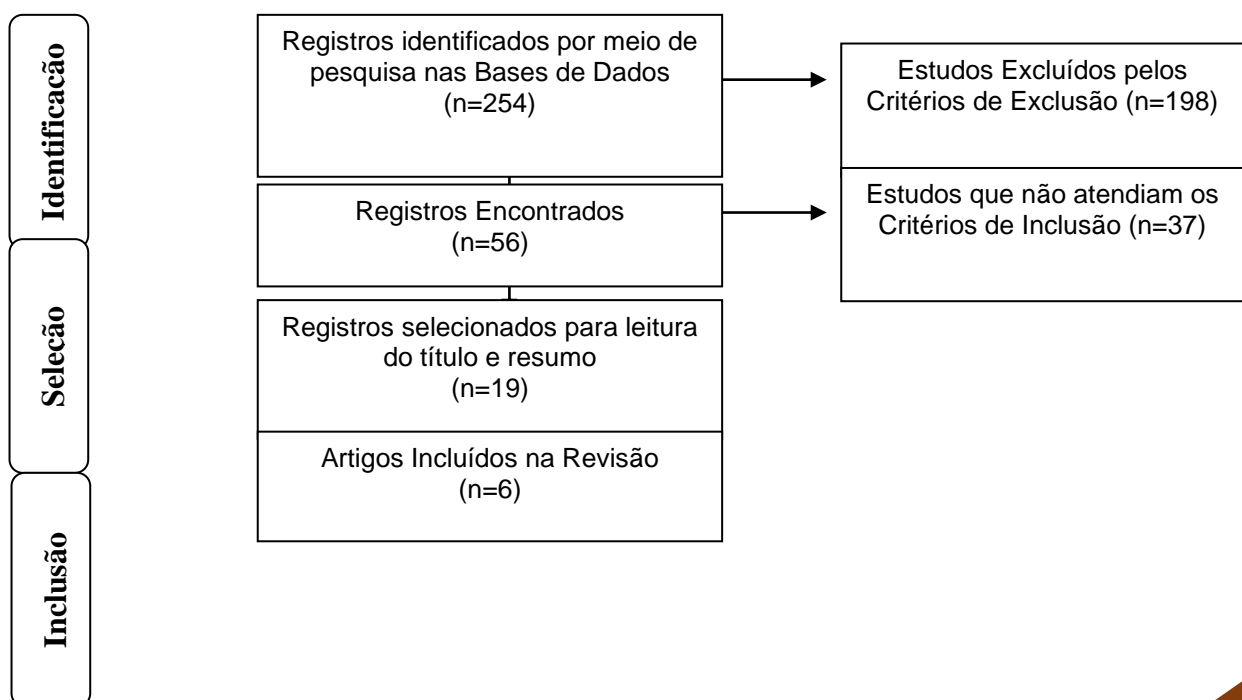 Identificação
Registros identificados por meio de
pesquisa nas Bases de Dados
(n=254)
Estudos Excluídos pelos
Critérios de Exclusão (n=198)
Registros Encontrados
(n=56)
Estudos que não atendiam os
Critérios de Inclusão (n=37)
Seleção
Registros selecionados para leitura
do título e resumo
(n=19)
Artigos Incluídos na Revisão
(n=6)
Inclusão